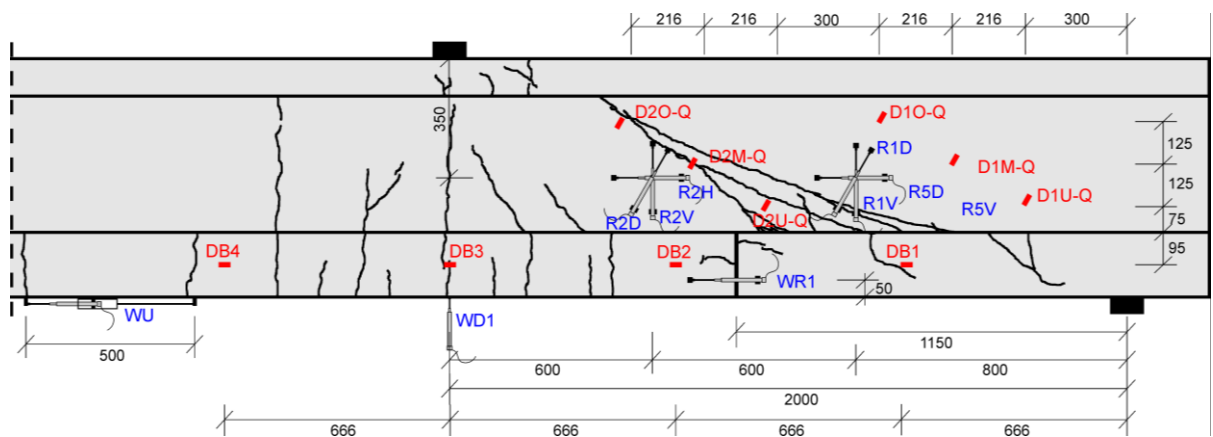 216 216 300 216 216 300
350
D2O-Q D1O-Q
125
R1D
D2M-Q D1M-Q
125
R2H R5D
D1U-Q
R2D R2V D2U-Q R1V R5V
75
DB4 DB3 DB2 DB1
95
WR1
50
WU WD1
500
1150
600 600 800
2000
666 666 666 666